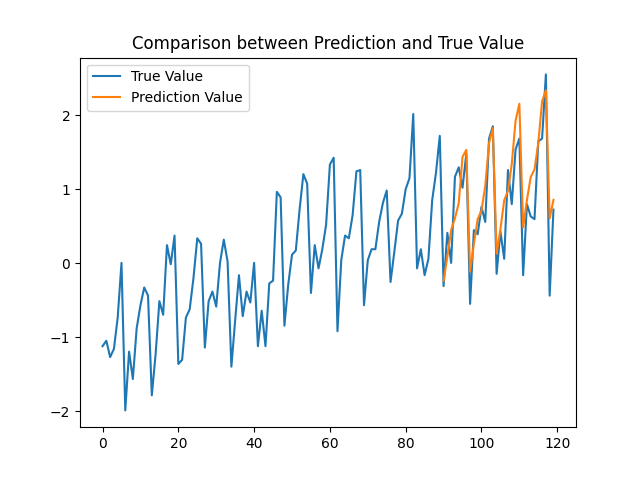 Comparison between Prediction and True Value
True Value
Prediction Value
2
1
0
−1
−2
0 20 40 60 80 100 120